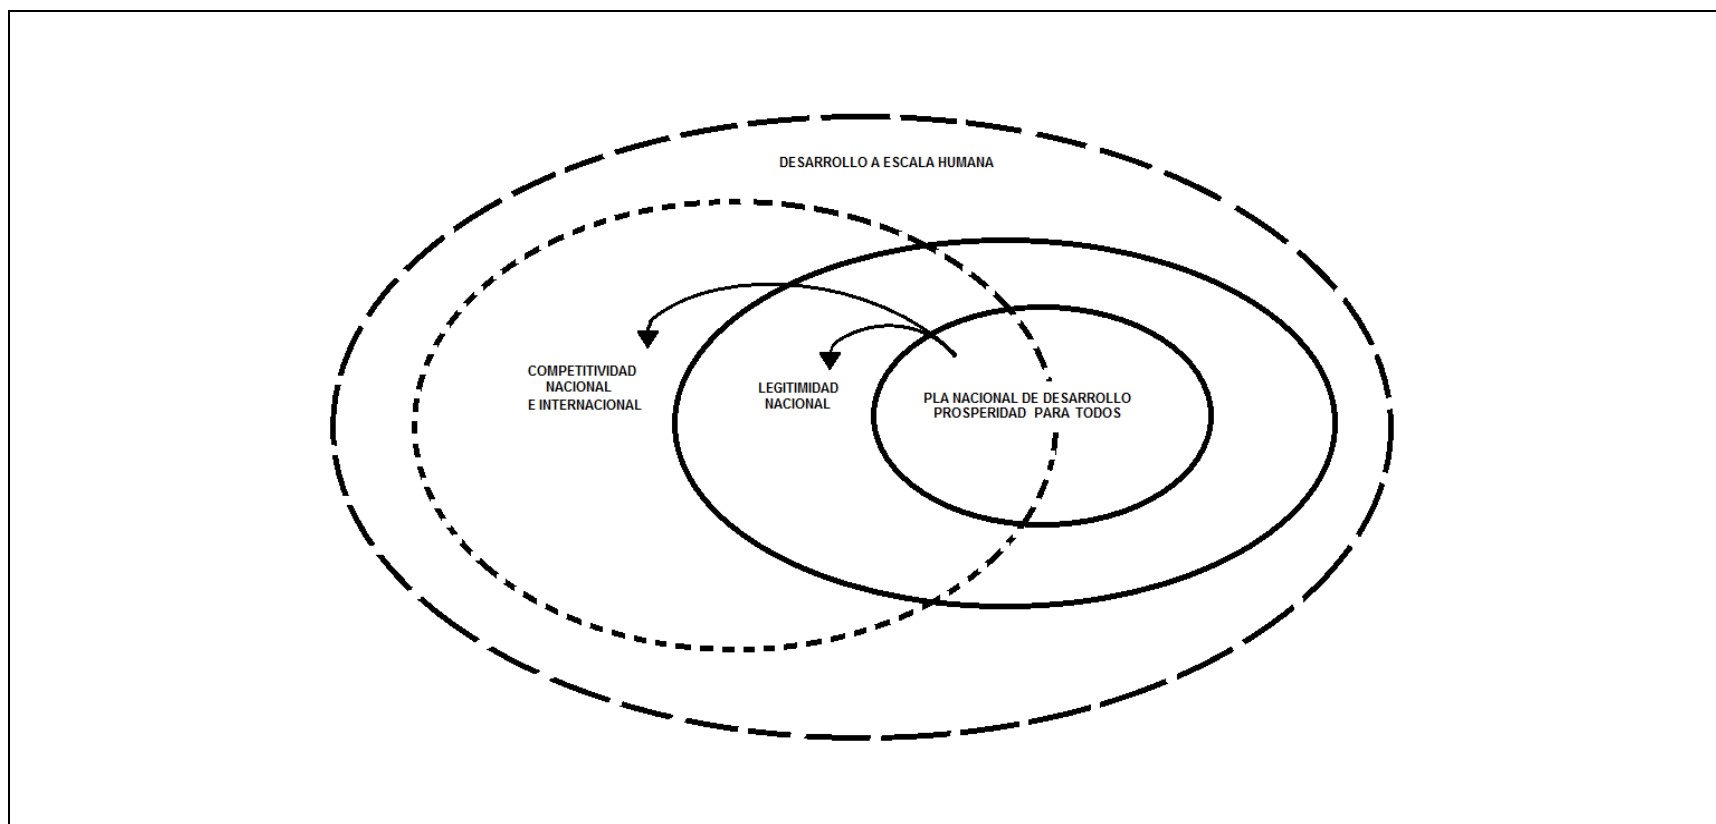 DESARROLLO A ESCALA HUMANA
COMPETITIVIDAD
NACIONAL
E INTERNACIONAL
LEGITIMIDAD
NACIONAL
PLA NACIONAL DE DESARROLLO
PROSPERIDAD PARA TODOS